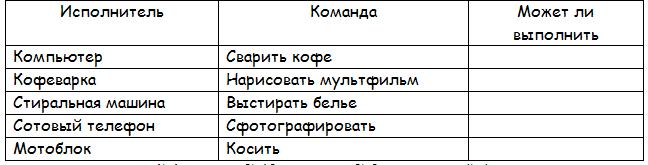 Исполнитель Команда Может ли
выполнить
Компьютер Сварить кофе
Кофеварка Нарисовать мультфильм
Стиральная машина Выстирать белье
Сотовый телефон Сфотографировать
Мотоблок Косить